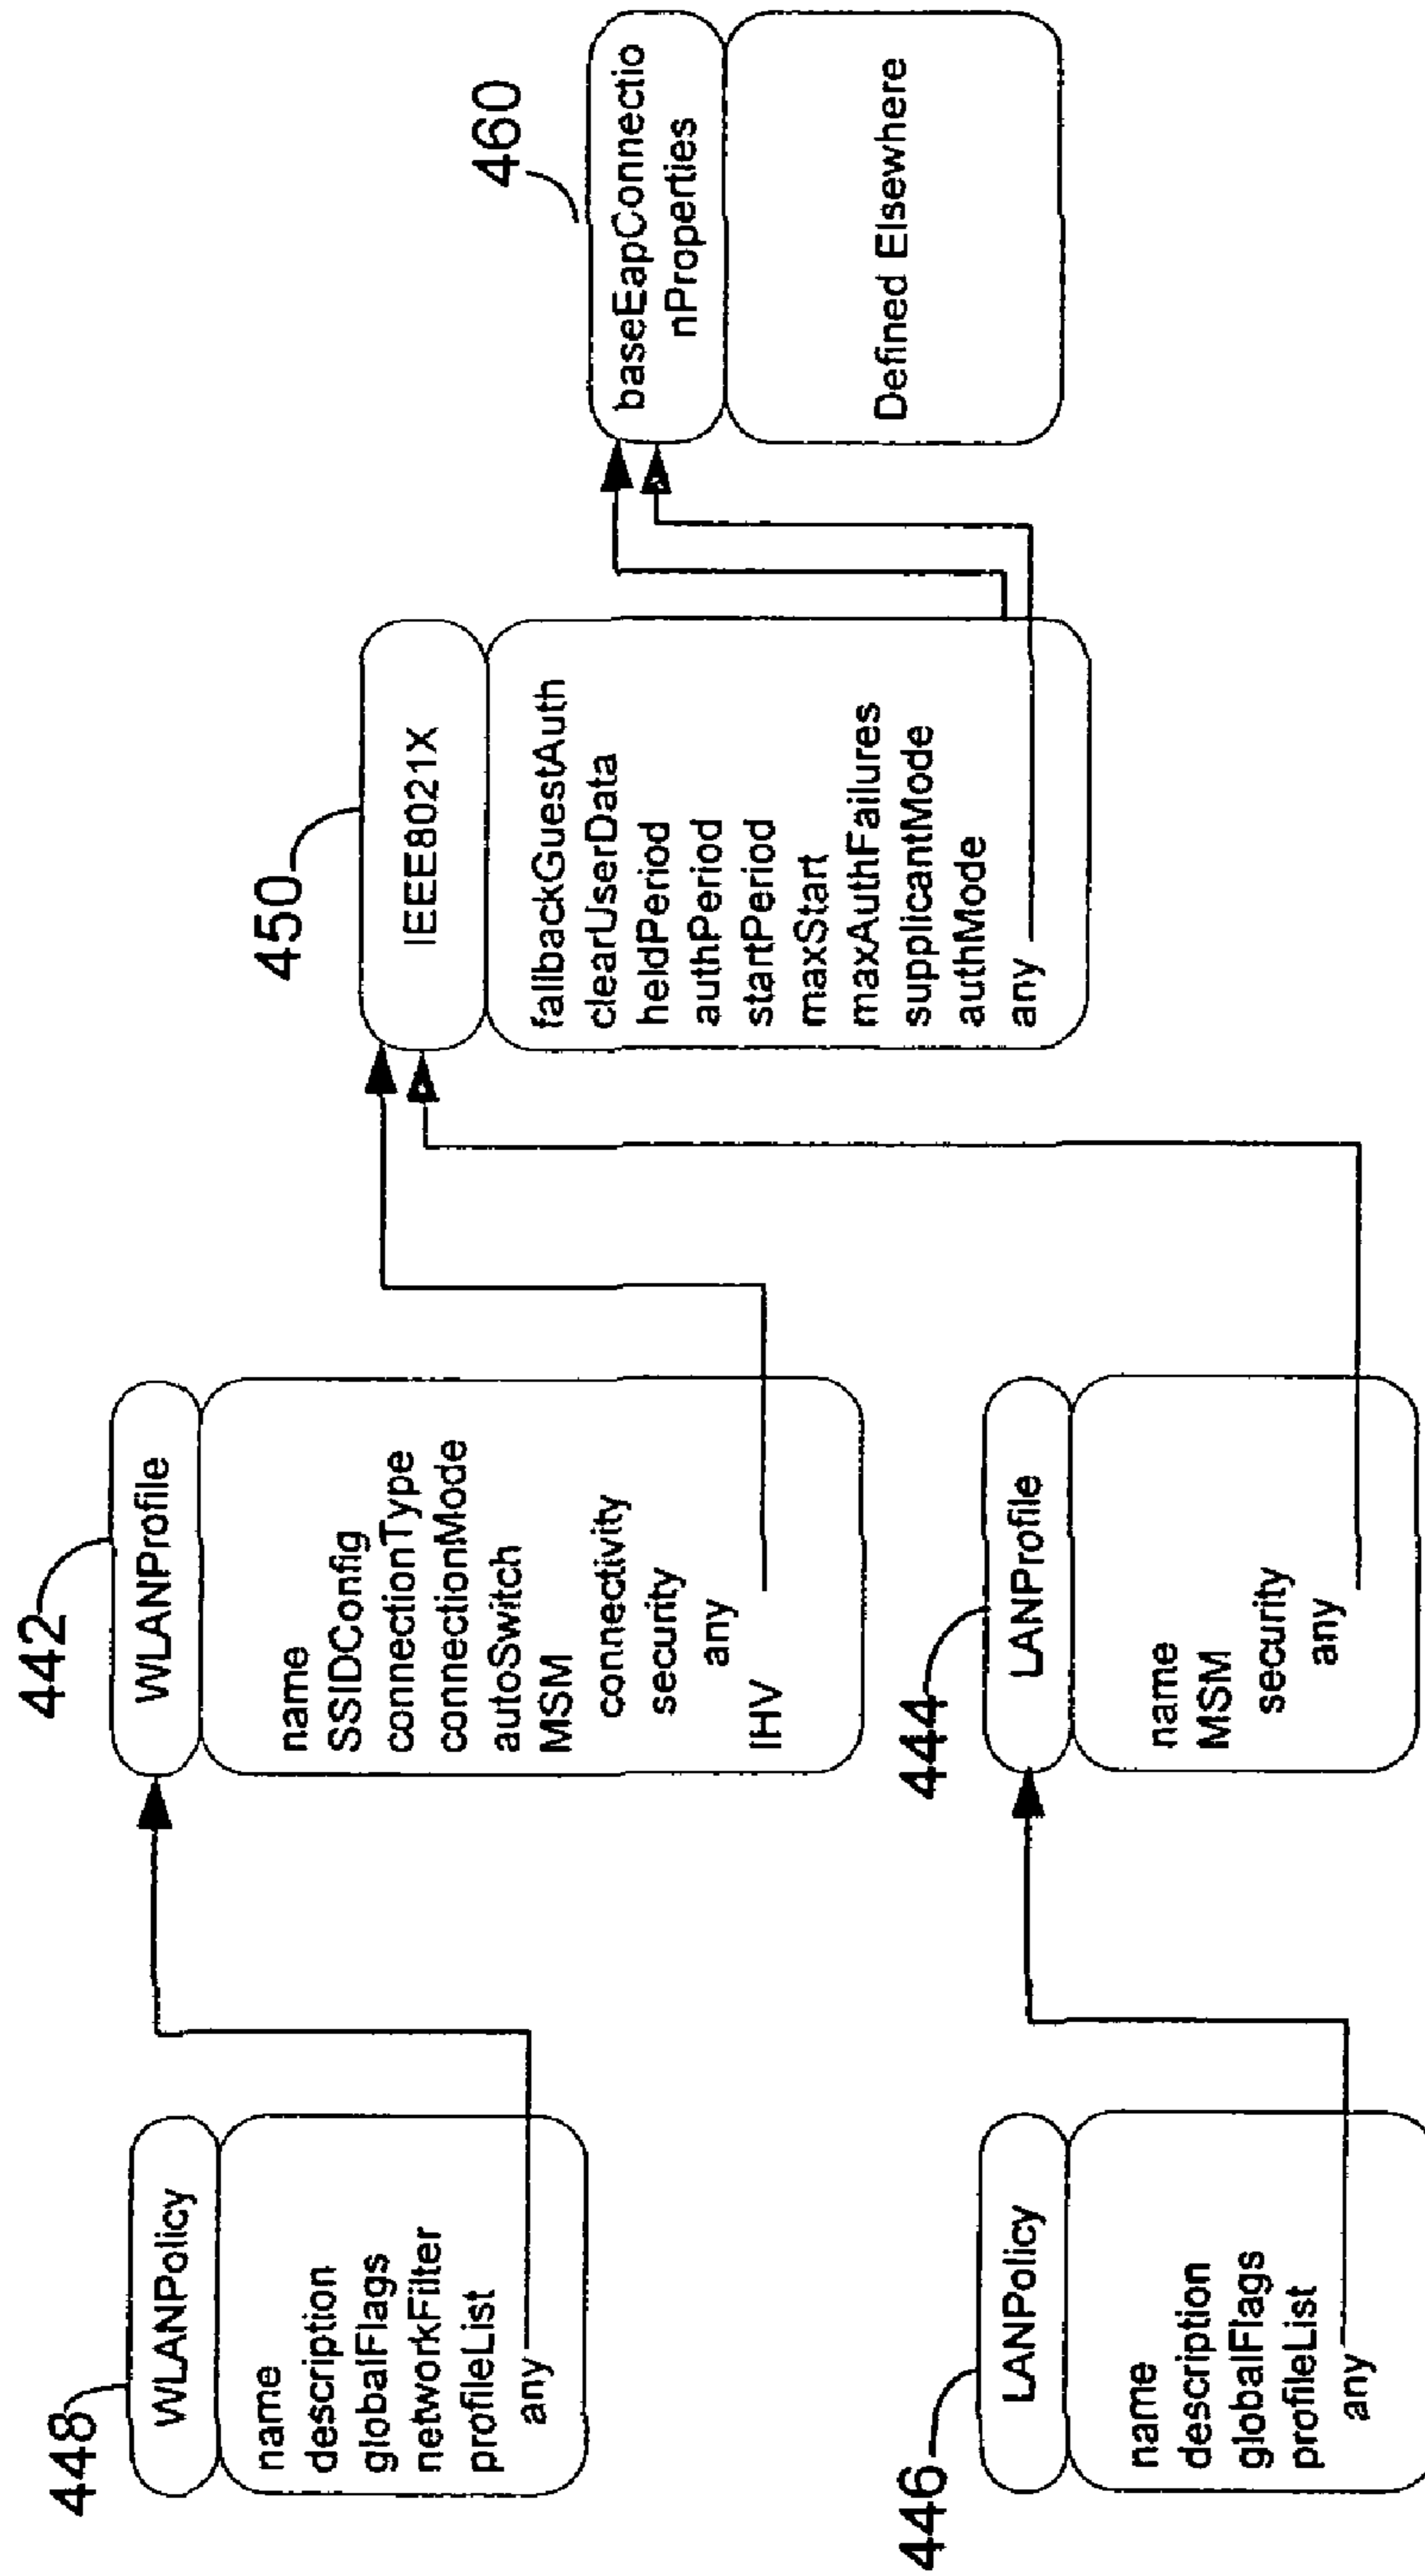 448
WLANPolicy
name
description
globalFlags
networkFilter
profileList
any
442
WLANProfile
name
SSIDConfig
connectionType
connectionMode
autoSwitch
MSM
connectivity
security
any
IHV
446
LANPolicy
name
description
globalFlags
profileList
any
444
LANProfile
name
MSM
security
any
450
IEEE8021X
fallbackGuestAuth
clearUserData
heldPeriod
authPeriod
startPeriod
maxStart
maxAuthFailures
supplicantMode
authMode
any
460
baseEapConnectio
nProperties
Defined Elsewhere